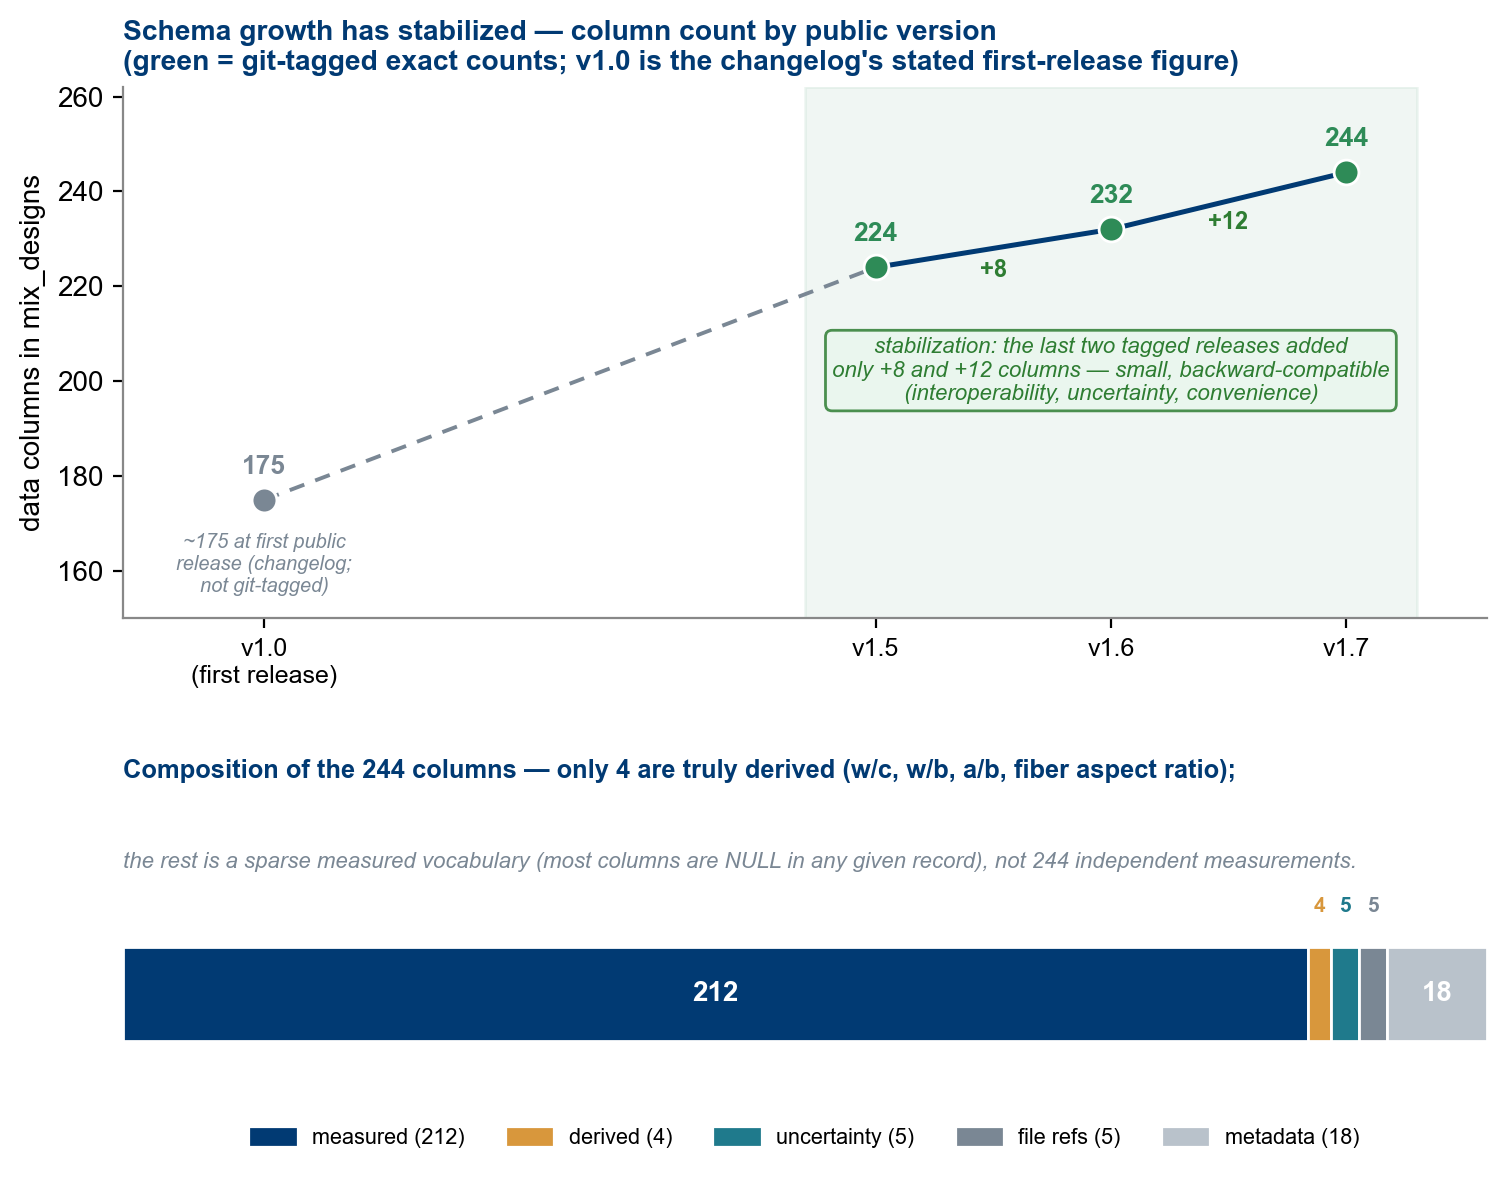 Schema growth has stabilized — column count by public version
(green = git-tagged exact counts; v1.0 is the changelog's stated first-release figure)
data columns in mix_designs
260
240
220
200
180
160
175
~175 at first public
release (changelog;
not git-tagged)
224
232
244
+8
+12
stabilization: the last two tagged releases added
only +8 and +12 columns — small, backward-compatible
(interoperability, uncertainty, convenience)
v1.0
(first release)
v1.5
v1.6
v1.7
Composition of the 244 columns — only 4 are truly derived (w/c, w/b, a/b, fiber aspect ratio);
the rest is a sparse measured vocabulary (most columns are NULL in any given record), not 244 independent measurements.
4 5 5
212
18
measured (212)
derived (4)
uncertainty (5)
file refs (5)
metadata (18)